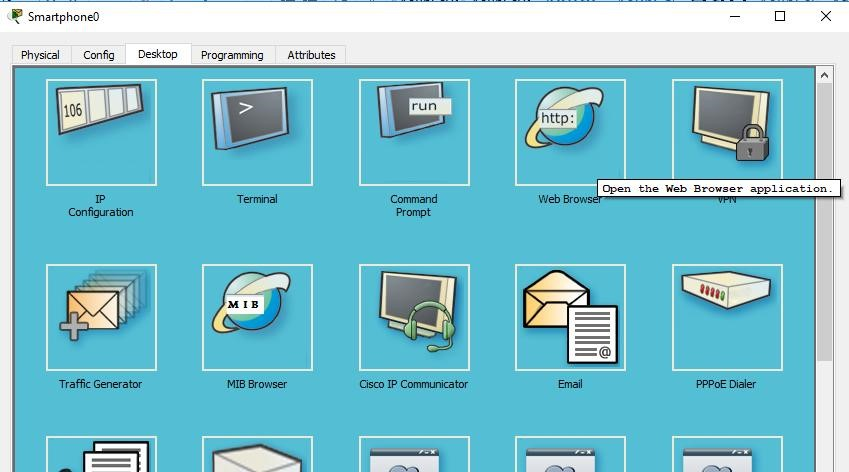 Smartphone0
Physical
Config
Desktop
Programming
Attributes
106
>
run
http:
IP
Configuration
Terminal
Command
Prompt
Web Browser
Open the Web Browser application.
VPN
MIB
@
Traffic Generator
MIB Browser
Cisco IP Communicator
Email
PPPoE Dialer